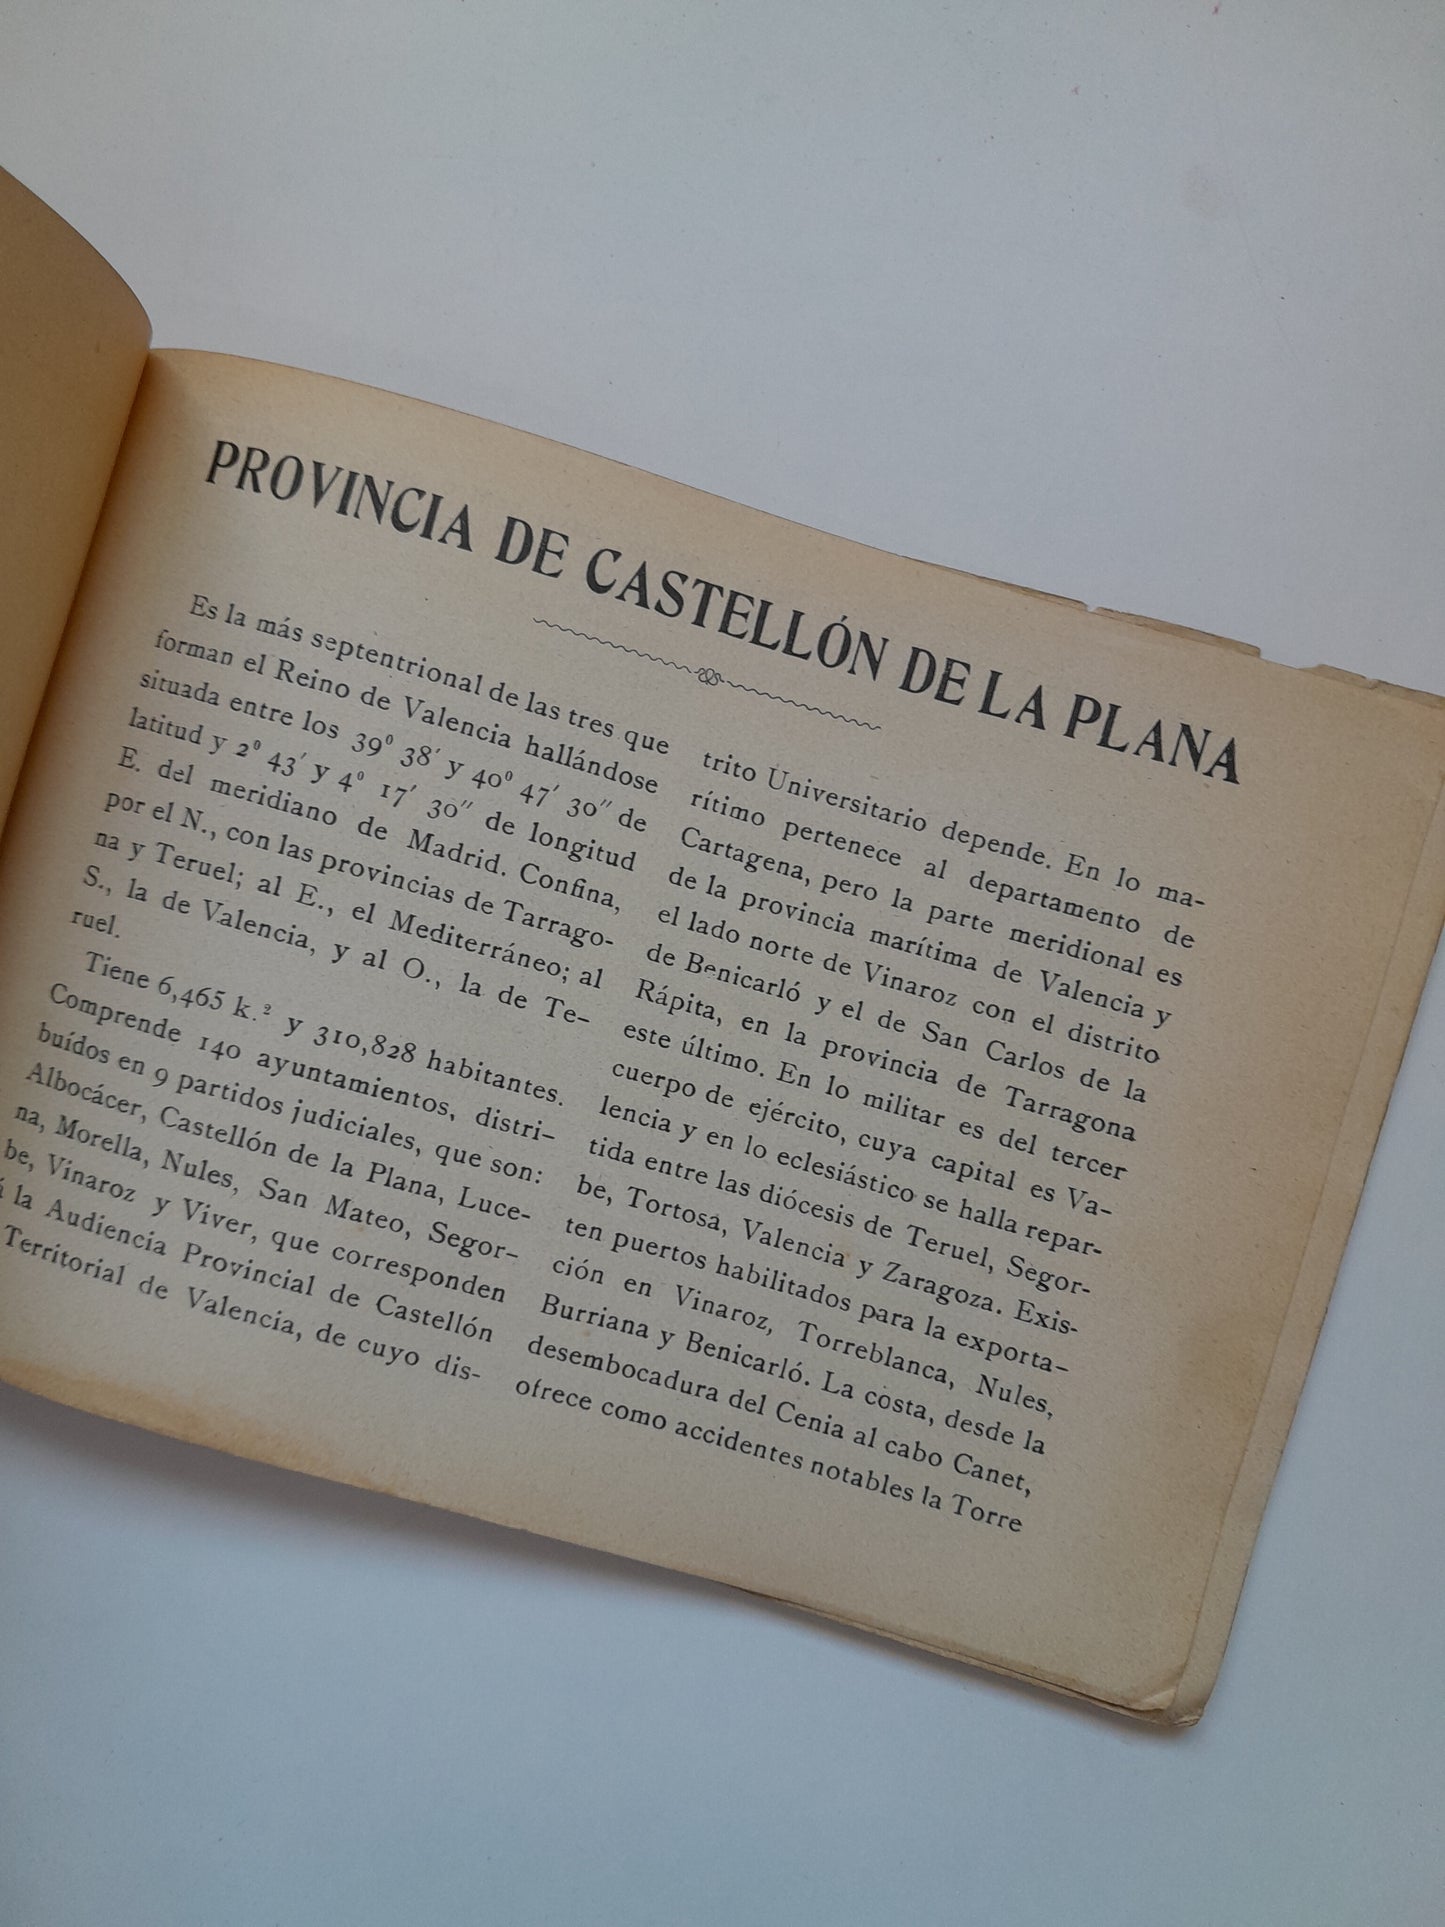 PROVINCIA DE CASTELLÓN DE LA PLANA
Es la más septentrional de las tres que
forman el Reino de Valencia hallándose
situada entre los 39º 38′ y 40º 47′ 30″ de
latitud y 2º 43′ y 4º 17′ 30″ de longitud
E. del meridiano de Madrid. Confina,
por el N., con las provincias de Tarrago-
na y Teruel; al E., el Mediterráneo; al
S., la de Valencia, y al O., la de Te-
ruel.
Tiene 6,465 k.² y 310,828 habitantes.
Comprende 140 ayuntamientos, distri-
buídos en 9 partidos judiciales, que son:
Albocácer, Castellón de la Plana, Luce-
na, Morella, Nules, San Mateo, Segor-
be, Vinaroz y Viver, que corresponden
á la Audiencia Provincial de Castellón
Territorial de Valencia, de cuyo dis-
trito Universitario depende. En lo ma-
rítimo pertenece al departamento de
Cartagena, pero la parte meridional es
de la provincia marítima de Valencia y
el lado norte de Vinaroz con el distrito
de Benicarló y el de San Carlos de la
Rápita, en la provincia de Tarragona
este último. En lo militar es del tercer
cuerpo de ejército, cuya capital es Va-
lencia y en lo eclesiástico se halla repar-
tida entre las diócesis de Teruel, Segor-
be, Tortosa, Valencia y Zaragoza. Exis-
ten puertos habilitados para la exporta-
ción en Vinaroz, Torreblanca, Nules,
Burriana y Benicarló. La costa, desde la
desembocadura del Cenia al cabo Canet,
ofrece como accidentes notables la Torre